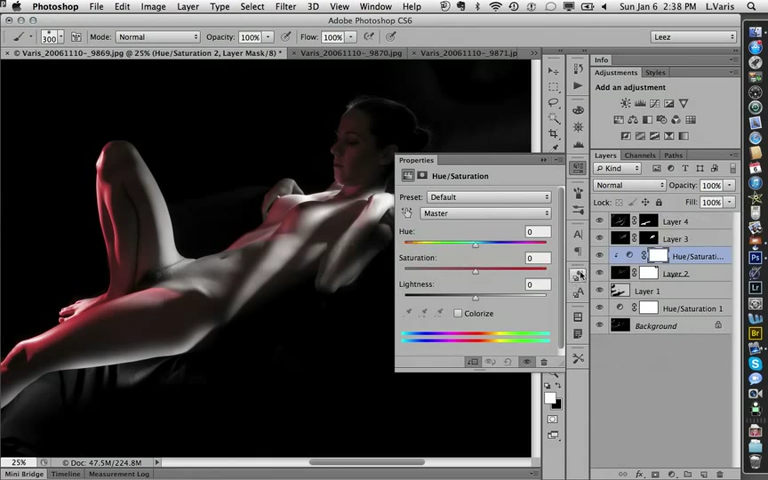 Photoshop File Edit Image Layer Type Select Filter 3D View Window Help Sun Jan 6 2:38 PM L.Varis
Adobe Photoshop CS6
300 Mode: Normal Opacity: 100% Flow: 100% Leez
× © Varis_20061110-_9869.jpg @ 25% (Hue/Saturation 2, Layer Mask/8) * × Varis_20061110-_9870.jpg × Varis_20061110-_9871.jp
Info
Adjustments Styles
Add an adjustment
Properties
Hue/Saturation
Preset: Default
Master
Hue: 0
Saturation: 0
Lightness: 0
Colorize
Layers Channels Paths
Kind
Normal Opacity: 100%
Lock: Fill: 100%
Layer 4
Layer 3
Hue/Saturati...
Layer 2
Layer 1
Hue/Saturation 1
Background
25% Doc: 47.5M/224.8M
Mini Bridge Timeline Measurement Log